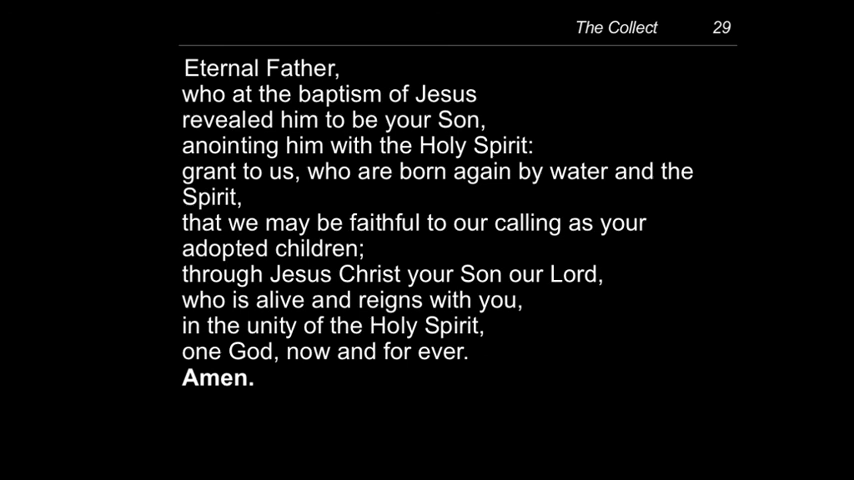 The Collect 29
Eternal Father,
who at the baptism of Jesus
revealed him to be your Son,
anointing him with the Holy Spirit:
grant to us, who are born again by water and the
Spirit,
that we may be faithful to our calling as your
adopted children;
through Jesus Christ your Son our Lord,
who is alive and reigns with you,
in the unity of the Holy Spirit,
one God, now and for ever.
Amen.